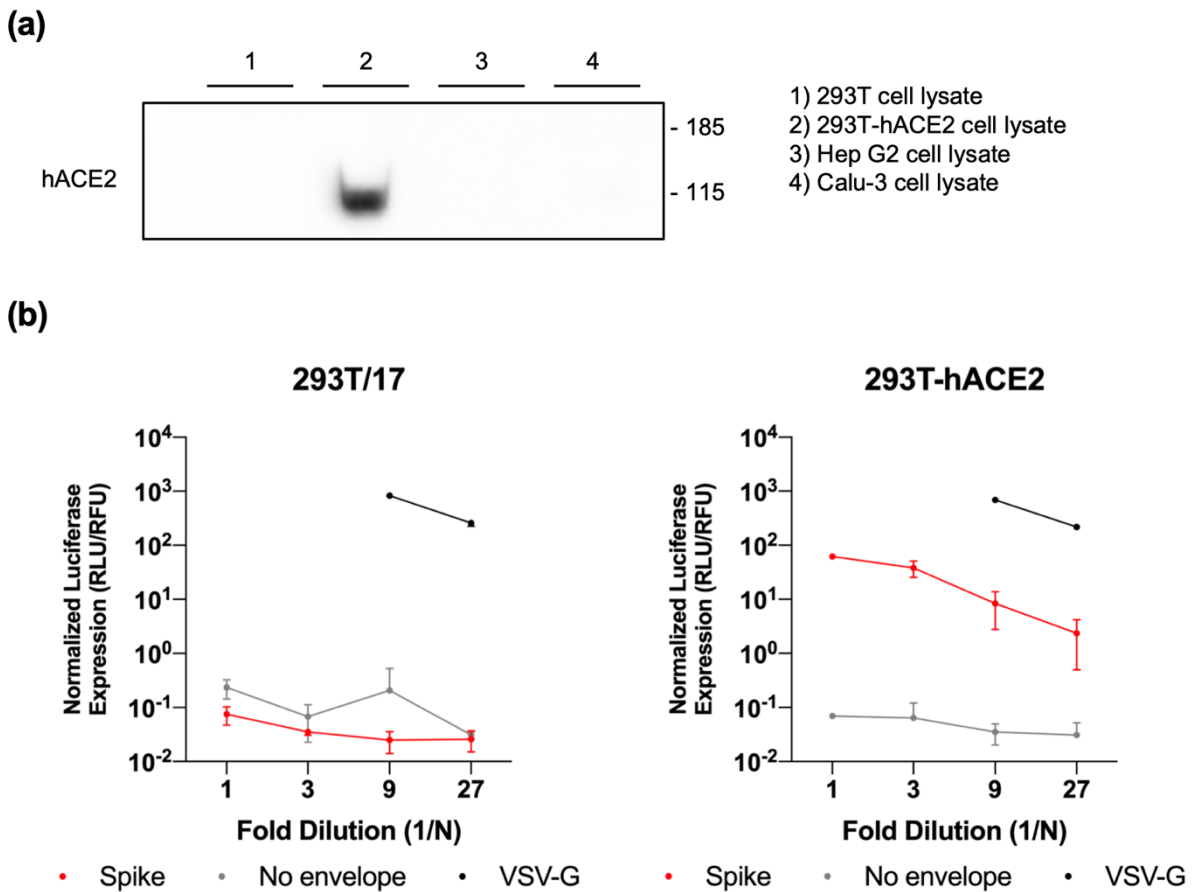 (a)
1 2 3 4
hACE2
- 185
- 115
1) 293T cell lysate
2) 293T-hACE2 cell lysate
3) Hep G2 cell lysate
4) Calu-3 cell lysate
(b)
293T/17
Normalized Luciferase
Expression (RLU/RFU)
10⁴
10³
10²
10¹
10⁰
10⁻¹
10⁻²
1 3 9 27
Fold Dilution (1/N)
Spike No envelope VSV-G
293T-hACE2
Normalized Luciferase
Expression (RLU/RFU)
10⁴
10³
10²
10¹
10⁰
10⁻¹
10⁻²
1 3 9 27
Fold Dilution (1/N)
Spike No envelope VSV-G